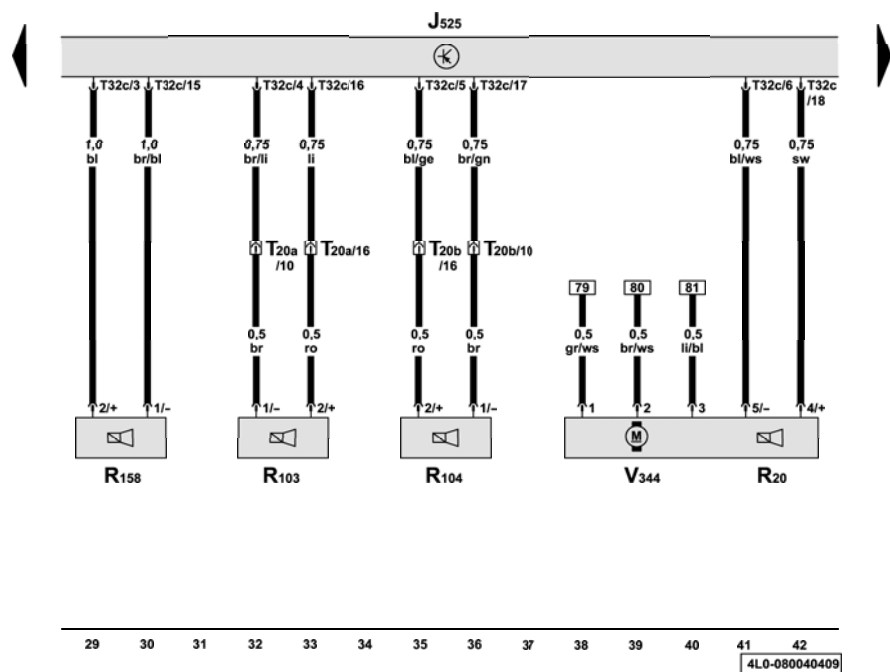 J525
T32c/3 T32c/15 T32c/4 T32c/16 T32c/5 T32c/17 T32c/6 T32c
/18
1,0 1,0 0,75 0,75 0,75 0,75 0,75 0,75
bl br/bl br/li li bl/ge br/gn bl/ws sw
T20a T20a/16 T20b T20b/10
/10 /16
79 80 81
0,5 0,5 0,5 0,5 0,5 0,5 0,5
br ro ro br gr/ws br/ws li/bl
2/+ 1/– 1/– 2/+ 2/+ 1/– 1 2 3 5/– 4/+
M
R158 R103 R104 V344 R20
29 30 31 32 33 34 35 36 37 38 39 40 41 42
4L0-080040409